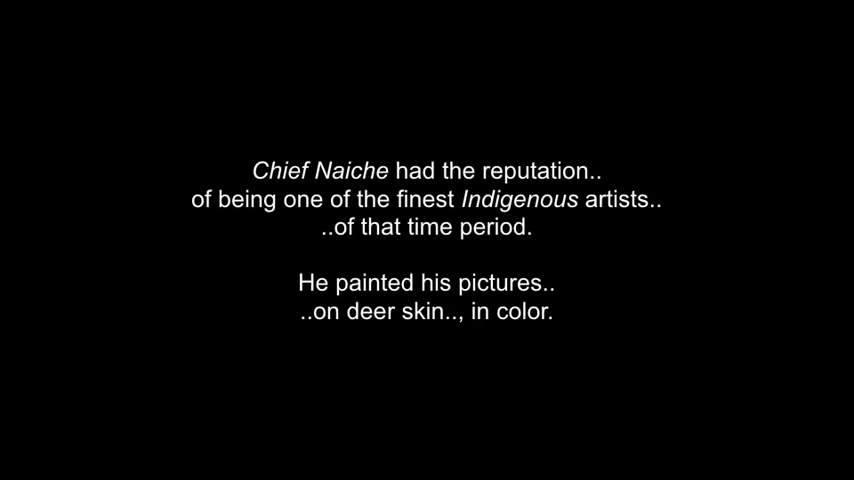 Chief Naiche had the reputation..
of being one of the finest Indigenous artists..
..of that time period.
He painted his pictures..
..on deer skin.., in color.